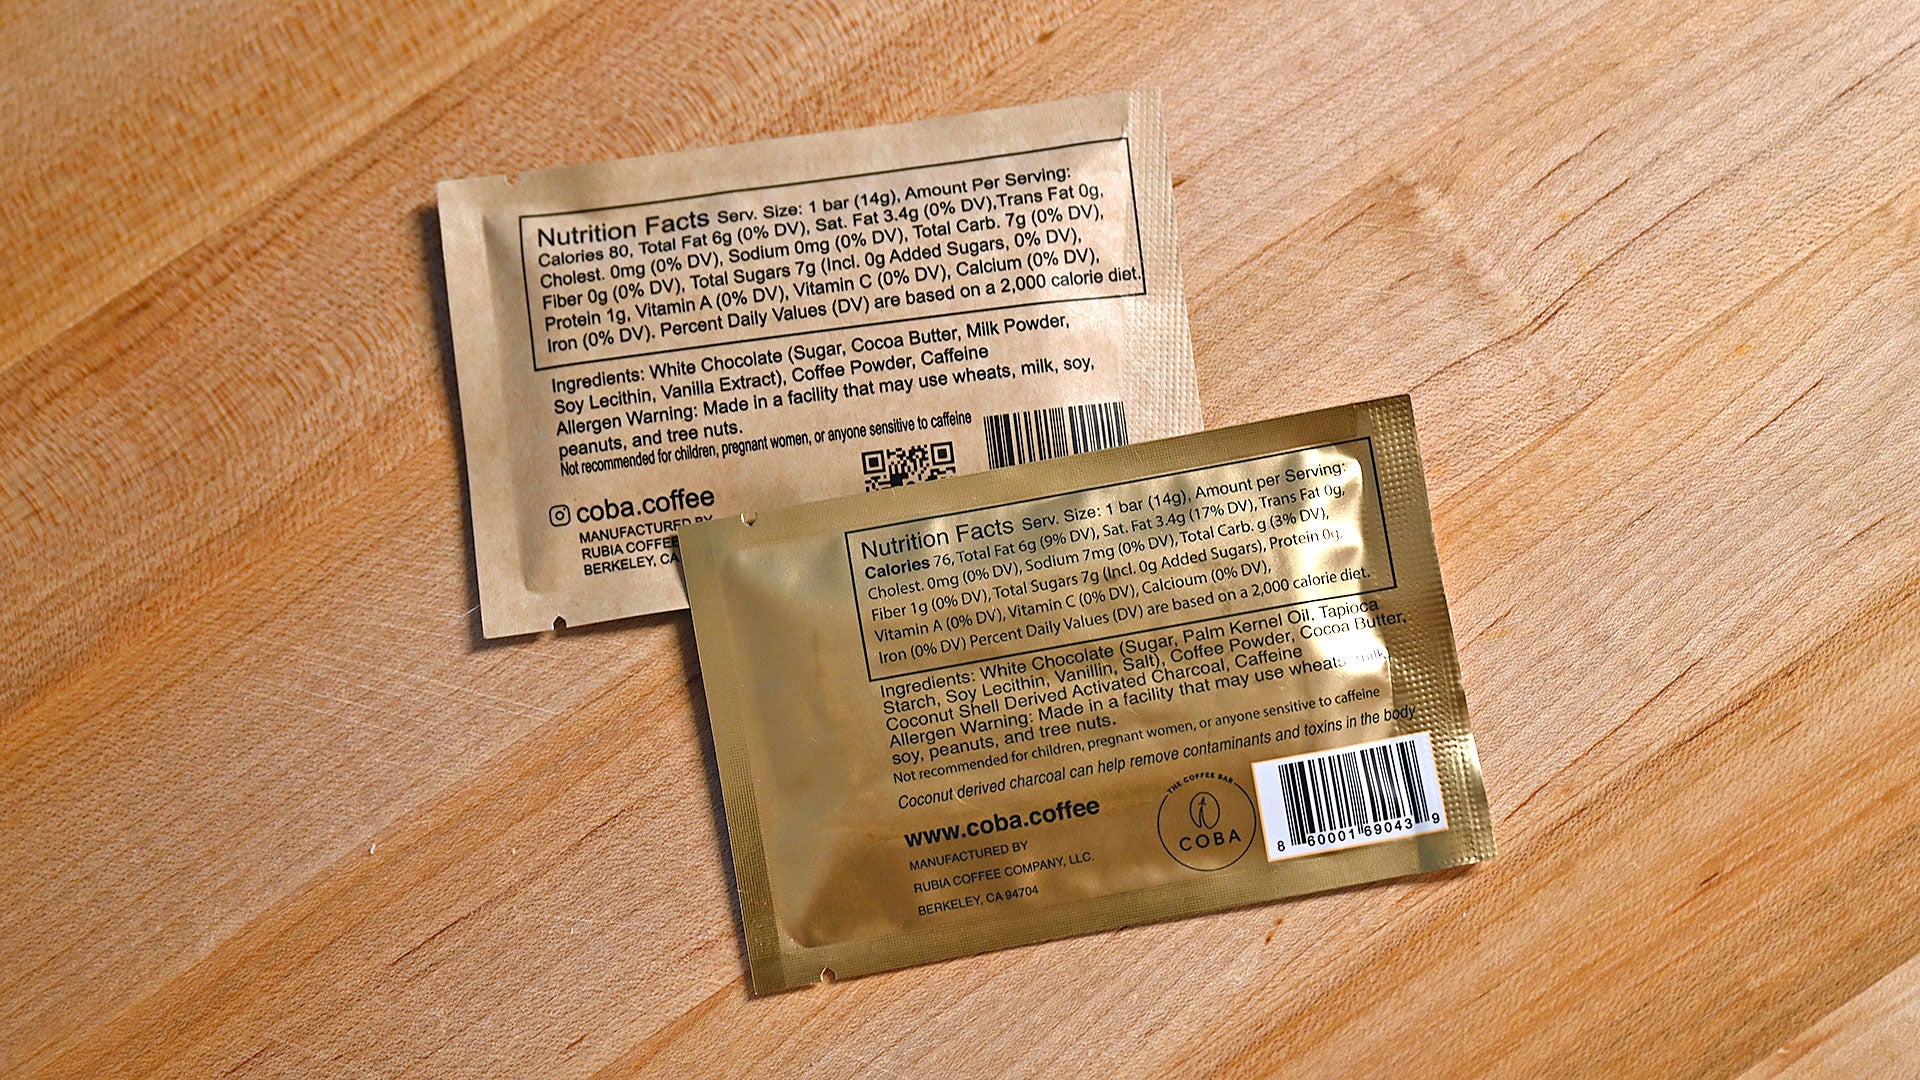 Nutrition Facts Serv. Size: 1 bar (14g), Amount Per Serving:
Calories 80, Total Fat 6g (0% DV), Sat. Fat 3.4g (0% DV),Trans Fat 0g,
Cholest. 0mg (0% DV), Sodium 0mg (0% DV), Total Carb. 7g (0% DV),
Fiber 0g (0% DV), Total Sugars 7g (Incl. 0g Added Sugars, 0% DV),
Protein 1g, Vitamin A (0% DV), Vitamin C (0% DV), Calcium (0% DV),
Iron (0% DV). Percent Daily Values (DV) are based on a 2,000 calorie diet.
Ingredients: White Chocolate (Sugar, Cocoa Butter, Milk Powder,
Soy Lecithin, Vanilla Extract), Coffee Powder, Caffeine
Allergen Warning: Made in a facility that may use wheats, milk, soy,
peanuts, and tree nuts.
Not recommended for children, pregnant women, or anyone sensitive to caffeine
coba.coffee
MANUFACTURED BY
RUBIA COFFEE
BERKELEY, CA
Nutrition Facts Serv. Size: 1 bar (14g), Amount per Serving:
Calories 76, Total Fat 6g (9% DV), Sat. Fat 3.4g (17% DV), Trans Fat 0g,
Cholest. 0mg (0% DV), Sodium 7mg (0% DV), Total Carb. g (3% DV),
Fiber 1g (0% DV), Total Sugars 7g (Incl. 0g Added Sugars), Protein 0g,
Vitamin A (0% DV), Vitamin C (0% DV), Calcioum (0% DV),
Iron (0% DV) Percent Daily Values (DV) are based on a 2,000 calorie diet.
Ingredients: White Chocolate (Sugar, Palm Kernel Oil, Tapioca
Starch, Soy Lecithin, Vanillin, Salt), Coffee Powder, Cocoa Butter,
Coconut Shell Derived Activated Charcoal, Caffeine
Allergen Warning: Made in a facility that may use wheats, milk,
soy, peanuts, and tree nuts.
Not recommended for children, pregnant women, or anyone sensitive to caffeine
Coconut derived charcoal can help remove contaminants and toxins in the body
www.coba.coffee
MANUFACTURED BY
RUBIA COFFEE COMPANY, LLC.
BERKELEY, CA 94704
THE COFFEE BAR
COBA
8 60001 69043 9